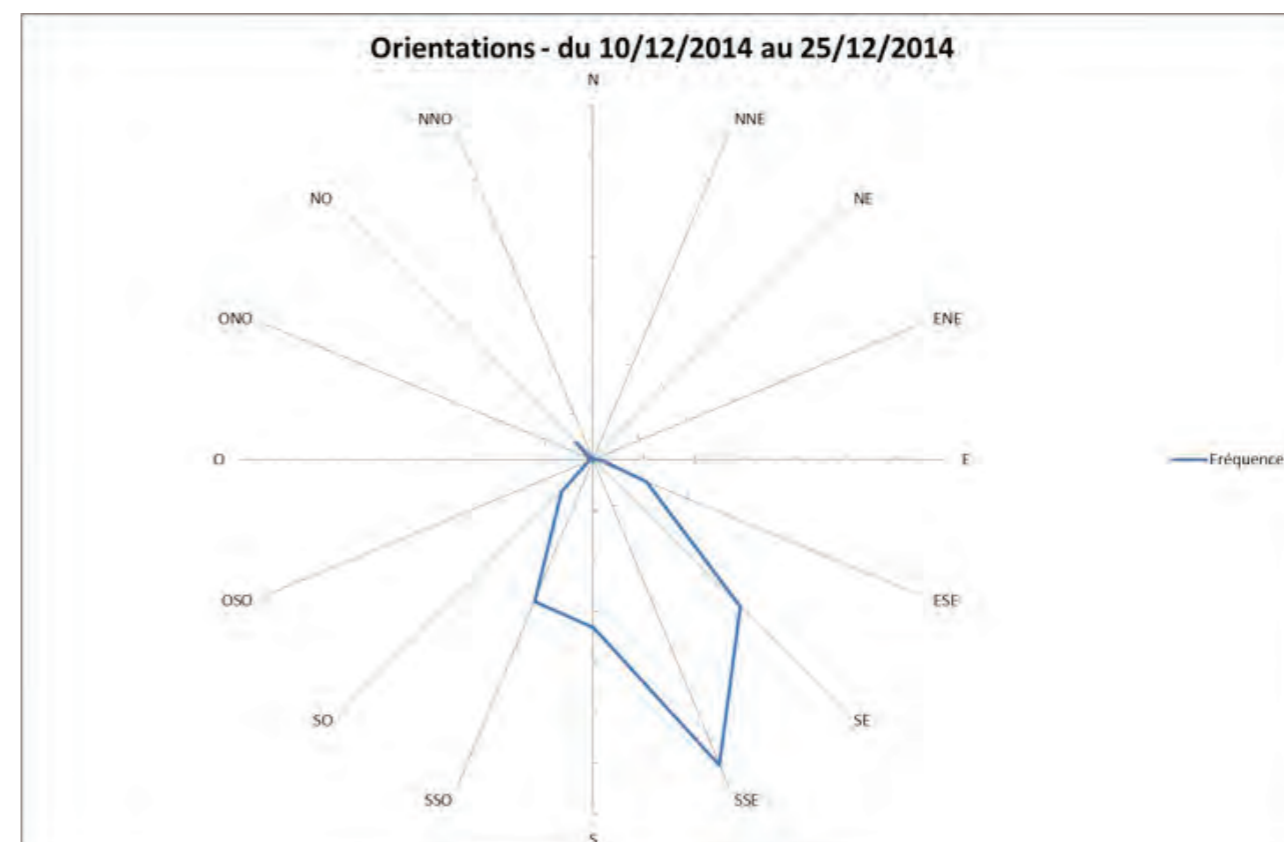 Orientations - du 10/12/2014 au 25/12/2014
N
NNO
NNE
NO
NE
ONO
ENE
O
E
Fréquence
OSO
ESE
SO
SE
SSO
SSE
S